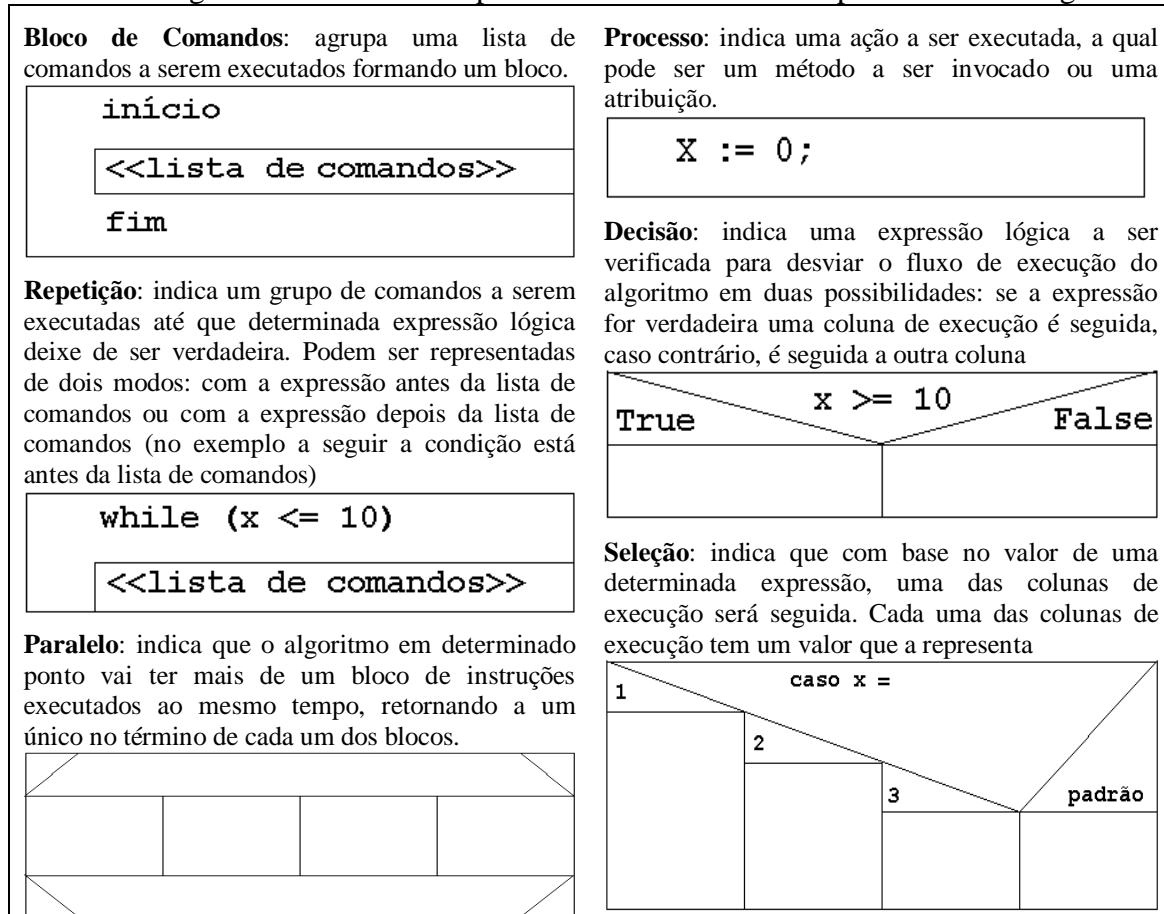 Bloco de Comandos: agrupa uma lista de
comandos a serem executados formando um bloco.
início
<<lista de comandos>>
fim
Repetição: indica um grupo de comandos a serem
executadas até que determinada expressão lógica
deixe de ser verdadeira. Podem ser representadas
de dois modos: com a expressão antes da lista de
comandos ou com a expressão depois da lista de
comandos (no exemplo a seguir a condição está
antes da lista de comandos)
while (x <= 10)
<<lista de comandos>>
Paralelo: indica que o algoritmo em determinado
ponto vai ter mais de um bloco de instruções
executados ao mesmo tempo, retornando a um
único no término de cada um dos blocos.
Processo: indica uma ação a ser executada, a qual
pode ser um método a ser invocado ou uma
atribuição.
X := 0;
Decisão: indica uma expressão lógica a ser
verificada para desviar o fluxo de execução do
algoritmo em duas possibilidades: se a expressão
for verdadeira uma coluna de execução é seguida,
caso contrário, é seguida a outra coluna
x >= 10
True False
Seleção: indica que com base no valor de uma
determinada expressão, uma das colunas de
execução será seguida. Cada uma das colunas de
execução tem um valor que a representa
caso x =
1
2
3 padrão